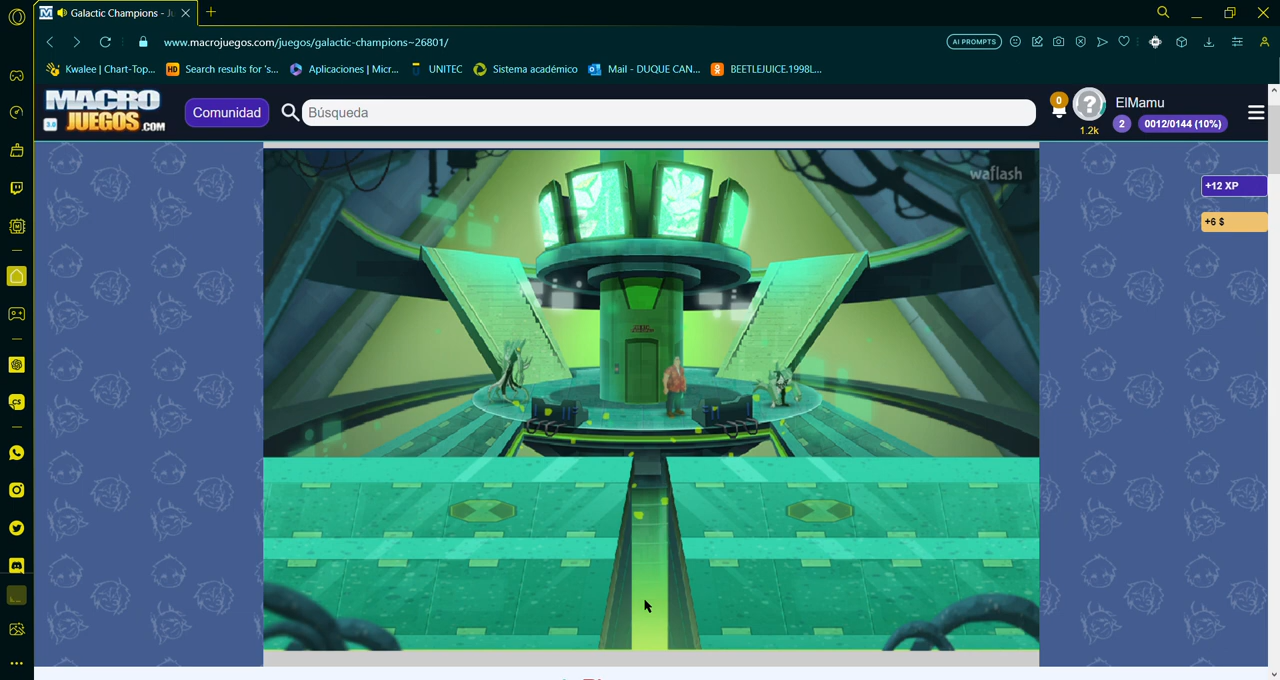 Galactic Champions - Ju
www.macrojuegos.com/juegos/galactic-champions~26801/
AI PROMPTS
Kwalee | Chart-Top...
HD
Search results for 's...
Aplicaciones | Micr...
UNITEC
Sistema académico
Mail - DUQUE CAN...
BEETLEJUICE.1998L...
MACRO
JUEGOS.COM
3.0
Comunidad
Búsqueda
0
?
1.2k
ElMamu
2
0012/0144 (10%)
waflash
+12 XP
+6 $
CS